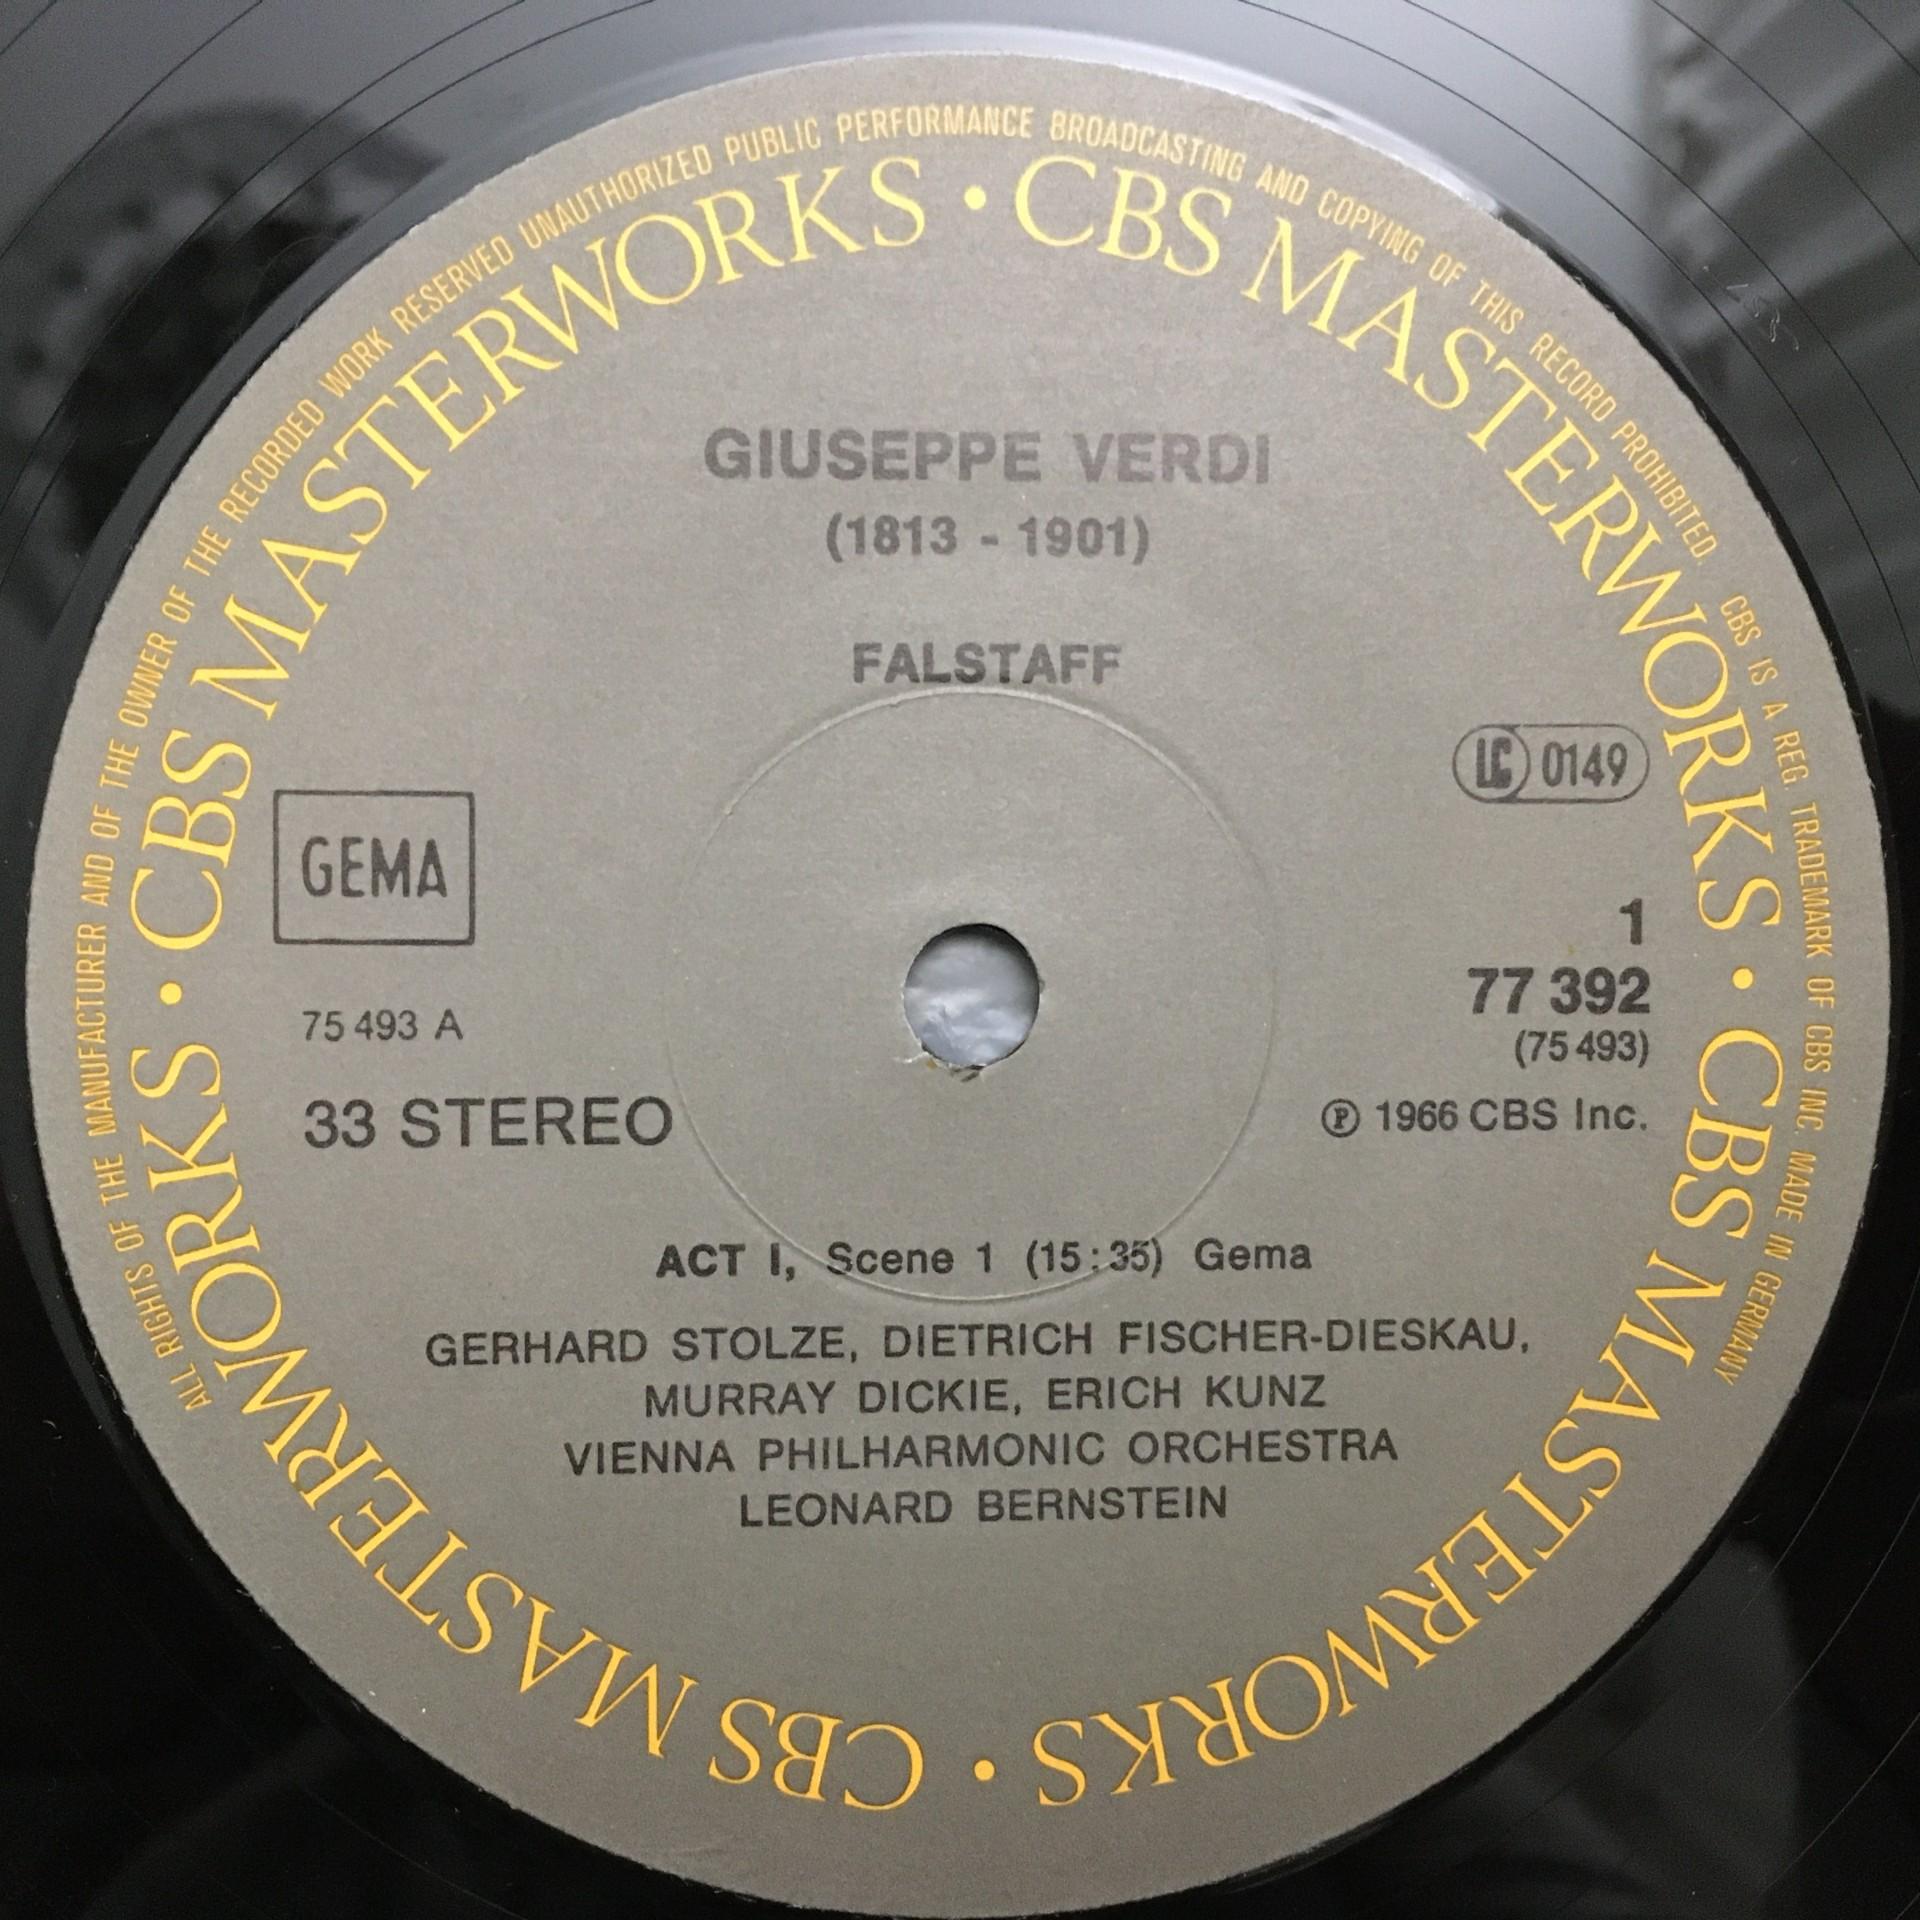 ALL RIGHTS OF THE MANUFACTURER AND OF THE OWNER OF THE RECORDED WORK RESERVED UNAUTHORIZED PUBLIC PERFORMANCE BROADCASTING AND COPYING OF THIS RECORD PROHIBITED. CBS IS A REG. TRADEMARK OF CBS INC. MADE IN GERMANY
CBS MASTERWORKS • CBS MASTERWORKS • CBS MASTERWORKS • CBS MASTERWORKS •
GIUSEPPE VERDI
(1813 - 1901)
FALSTAFF
LC 0149
GEMA
1
77 392
75 493 A
(75 493)
33 STEREO
℗ 1966 CBS Inc.
ACT I, Scene 1 (15:35) Gema
GERHARD STOLZE, DIETRICH FISCHER-DIESKAU,
MURRAY DICKIE, ERICH KUNZ
VIENNA PHILHARMONIC ORCHESTRA
LEONARD BERNSTEIN